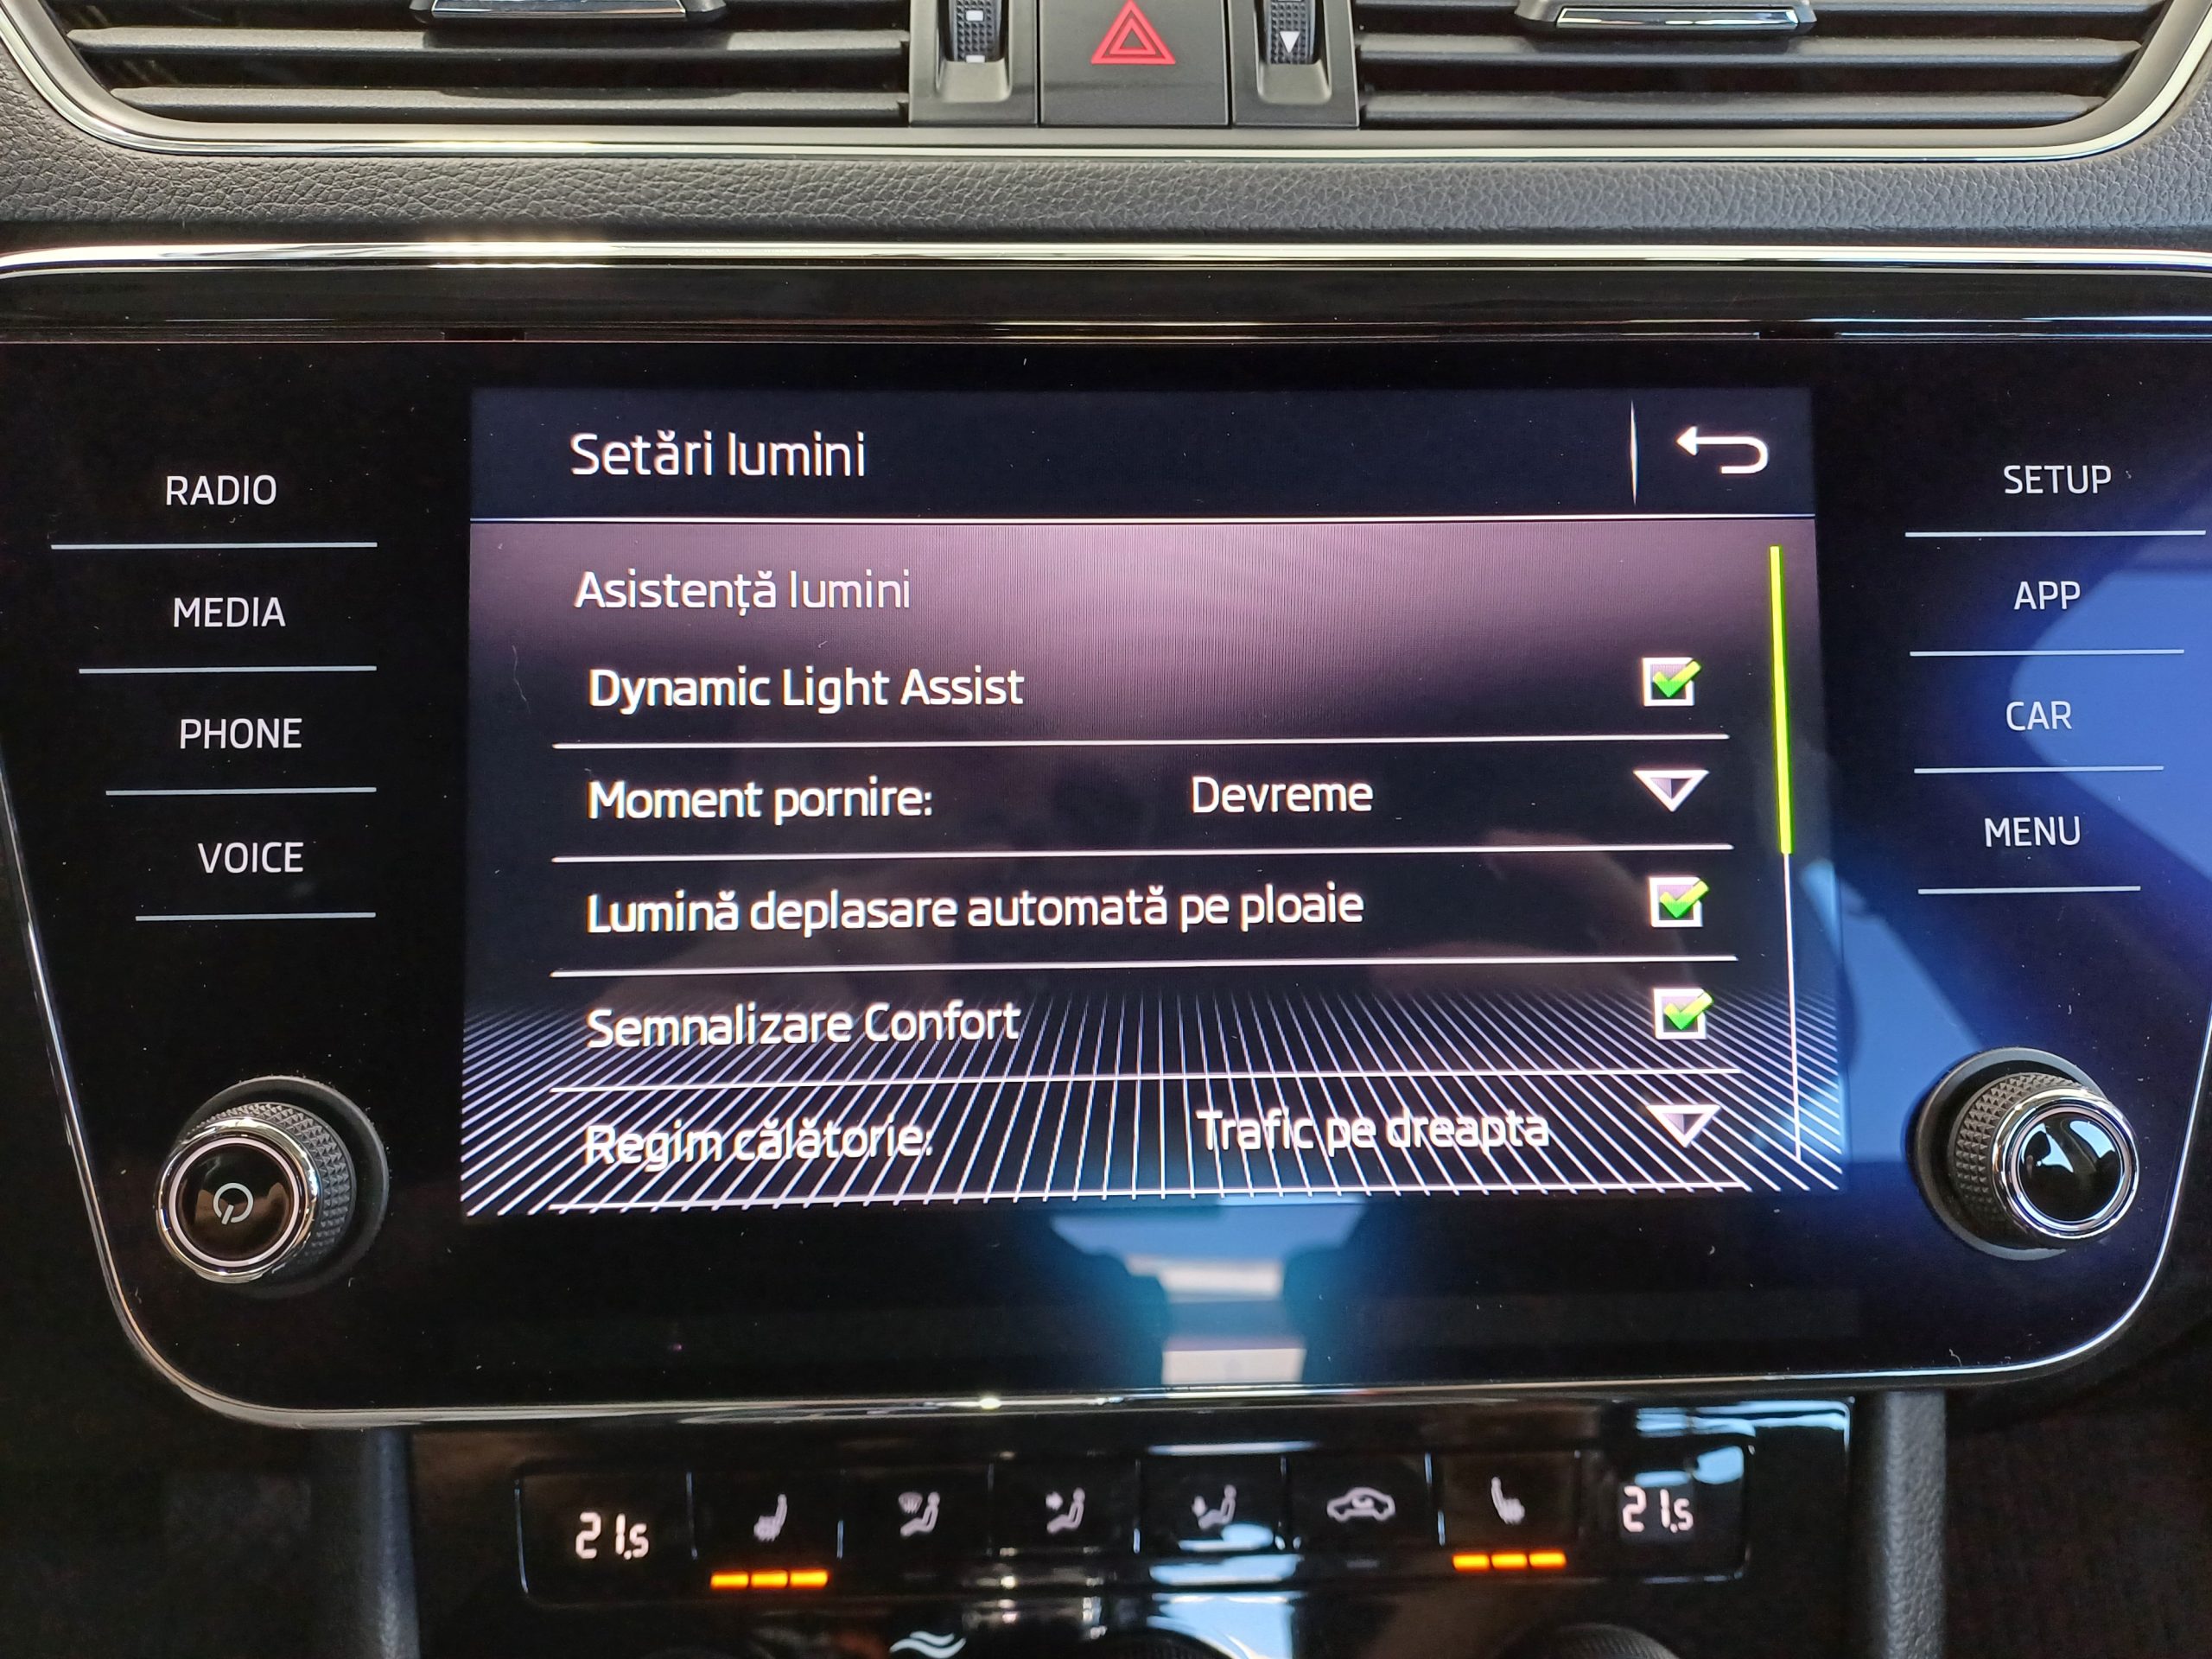 RADIO
MEDIA
PHONE
VOICE
Setări lumini
Asistență lumini
Dynamic Light Assist
Moment pornire: Devreme
Lumină deplasare automată pe ploaie
Semnalizare Confort
Regim călătorie: Trafic pe dreapta
SETUP
APP
CAR
MENU
21.5
21.5